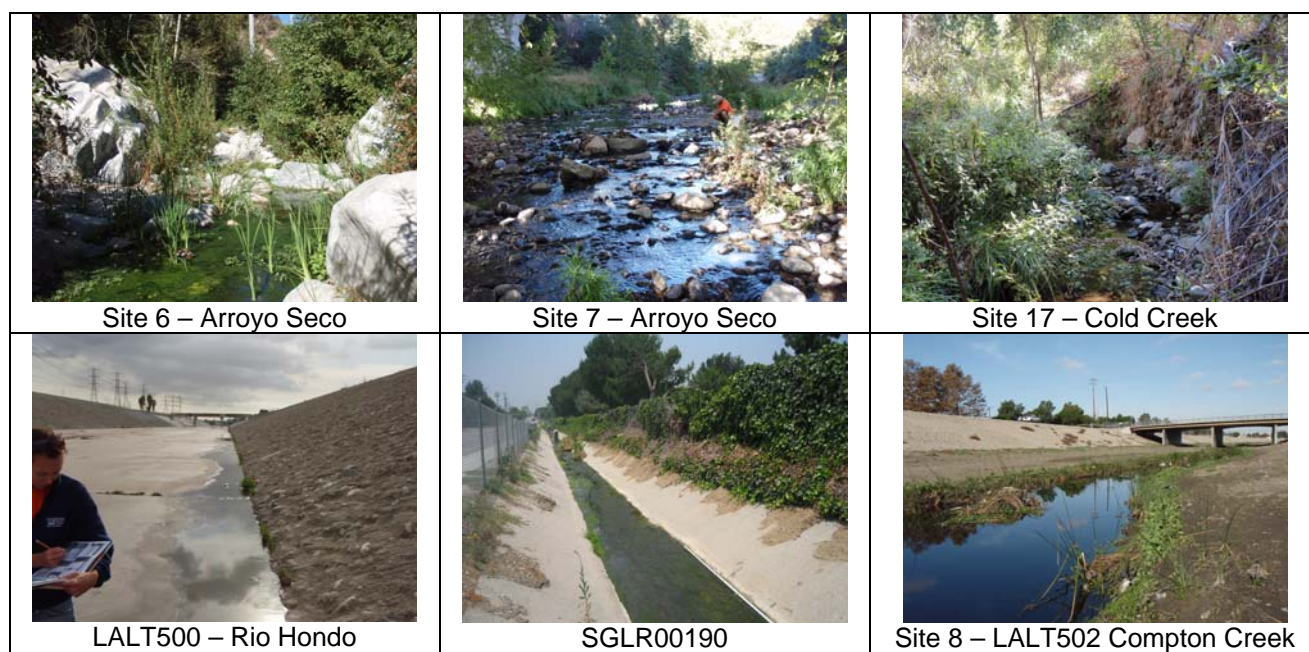 Site 6 – Arroyo Seco
Site 7 – Arroyo Seco
Site 17 – Cold Creek
LALT500 – Rio Hondo
SGLR00190
Site 8 – LALT502 Compton Creek